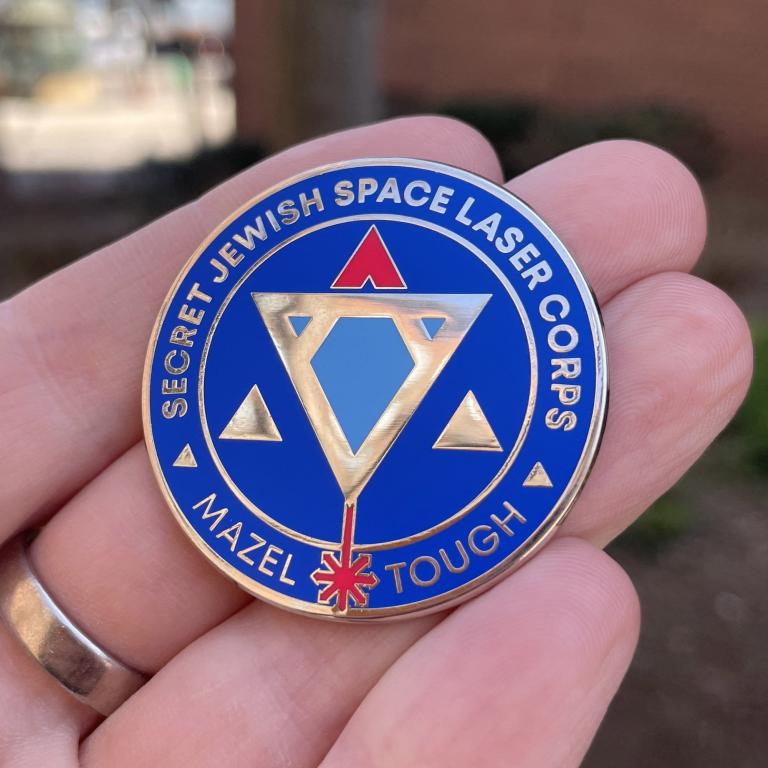 SECRET JEWISH SPACE LASER CORPS
MAZEL TOUGH